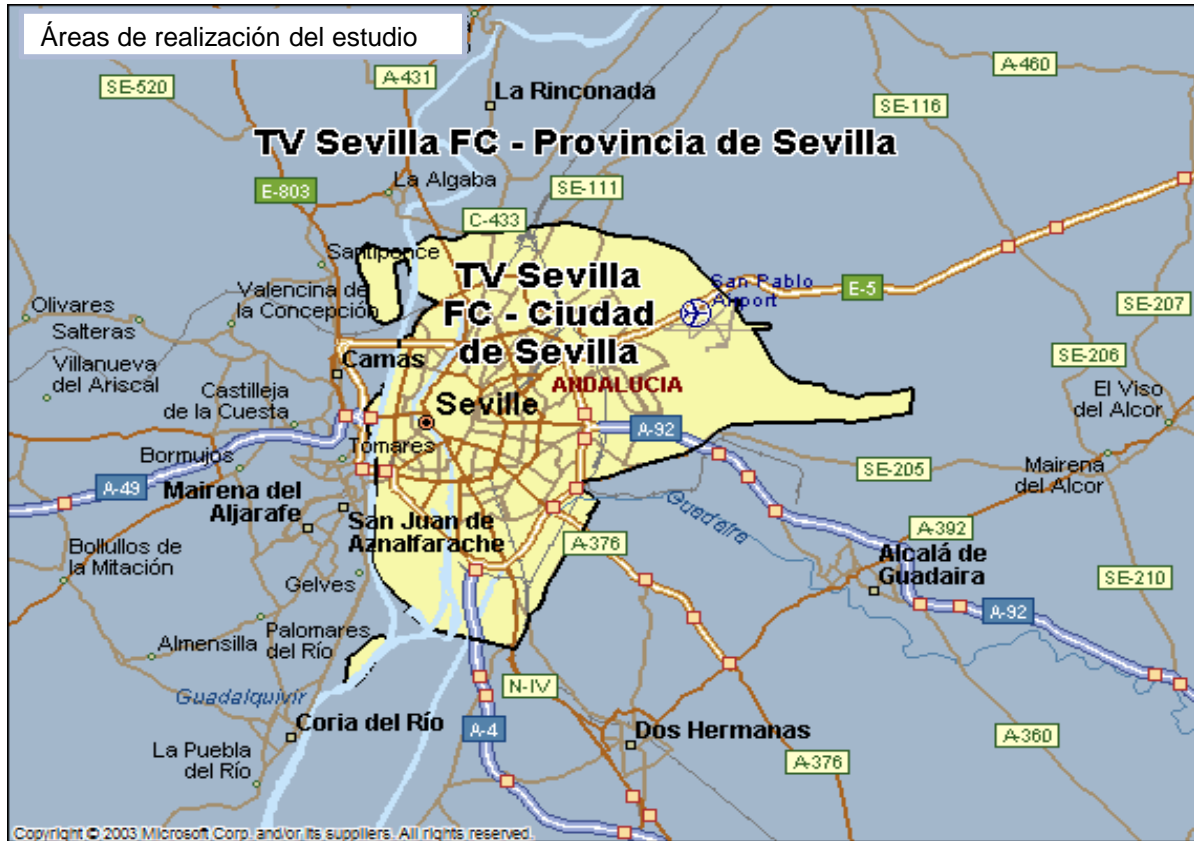 Áreas de realización del estudio
A-431
A-460
SE-520
La Rinconada
SE-116
TV Sevilla FC - Provincia de Sevilla
La Algaba
E-803
SE-111
C-433
Santiponce
TV Sevilla
FC - Ciudad
de Sevilla
San Pablo
Airport
E-5
Valencina de
la Concepción
Olivares
Salteras
SE-207
Villanueva
del Ariscal
Camas
SE-206
ANDALUCIA
Castilleja
de la Cuesta
Seville
El Viso
del Alcor
A-92
Tomares
Bormujos
SE-205
Mairena
del Alcor
A-49
Mairena del
Aljarafe
San Juan de
Aznalfarache
Guadaira
A-392
A-376
Bollullos de
la Mitación
Alcalá de
Guadaira
Gelves
SE-210
A-92
Almensilla
Palomares
del Río
Guadalquivir
N-IV
Coria del Río
A-4
Dos Hermanas
A-360
La Puebla
del Río
A-376
Copyright © 2003 Microsoft Corp. and/or its suppliers. All rights reserved.